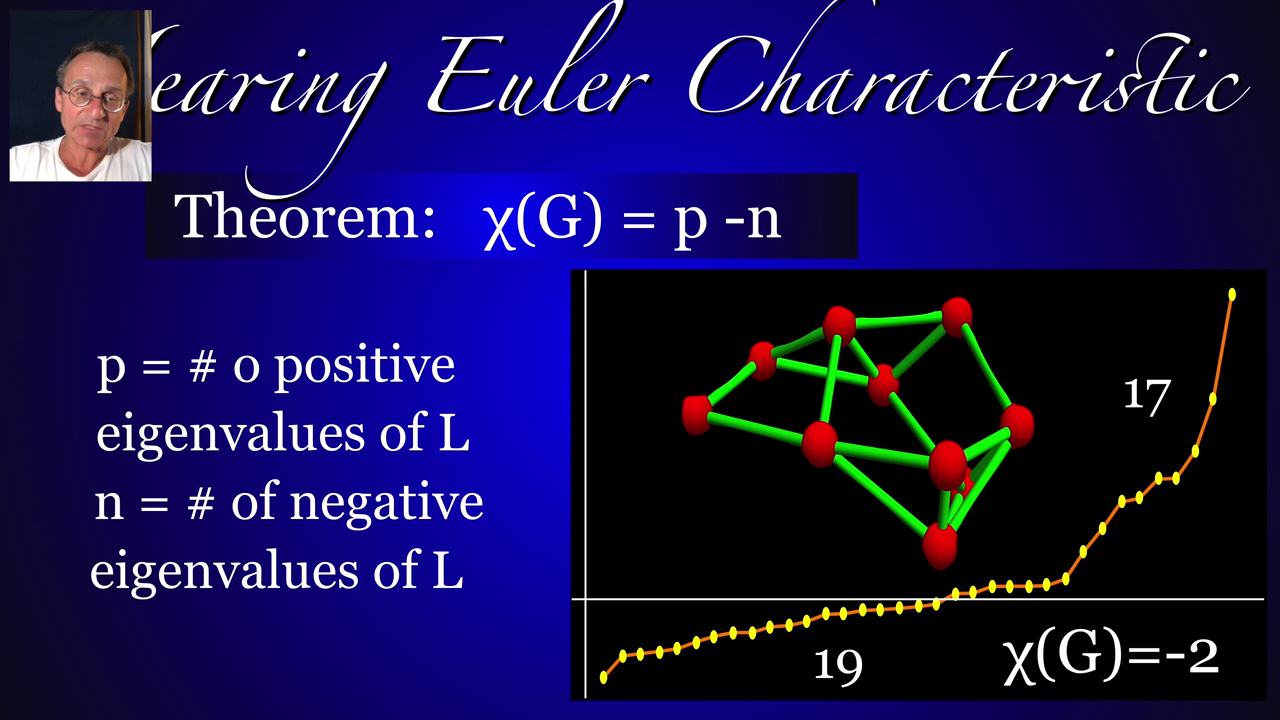 earing Euler Characteristic
Theorem: χ(G) = p -n
p = # o positive
eigenvalues of L
n = # of negative
eigenvalues of L
17
19
χ(G)=-2